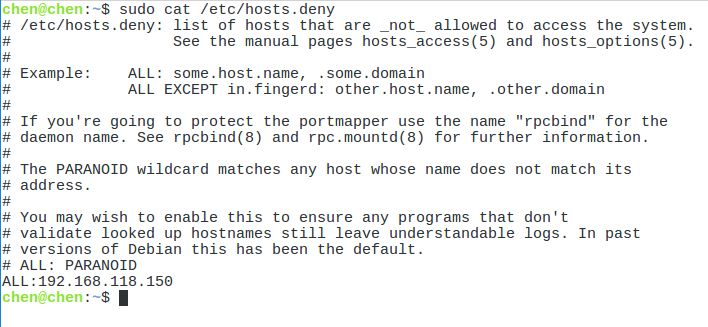 chen@chen:~$ sudo cat /etc/hosts.deny
# /etc/hosts.deny: list of hosts that are _not_ allowed to access the system.
#                  See the manual pages hosts_access(5) and hosts_options(5).
#
# Example:    ALL: some.host.name, .some.domain
#             ALL EXCEPT in.fingerd: other.host.name, .other.domain
#
# If you're going to protect the portmapper use the name "rpcbind" for the
# daemon name. See rpcbind(8) and rpc.mountd(8) for further information.
#
# The PARANOID wildcard matches any host whose name does not match its
# address.
#
# You may wish to enable this to ensure any programs that don't
# validate looked up hostnames still leave understandable logs. In past
# versions of Debian this has been the default.
# ALL: PARANOID
ALL:192.168.118.150
chen@chen:~$